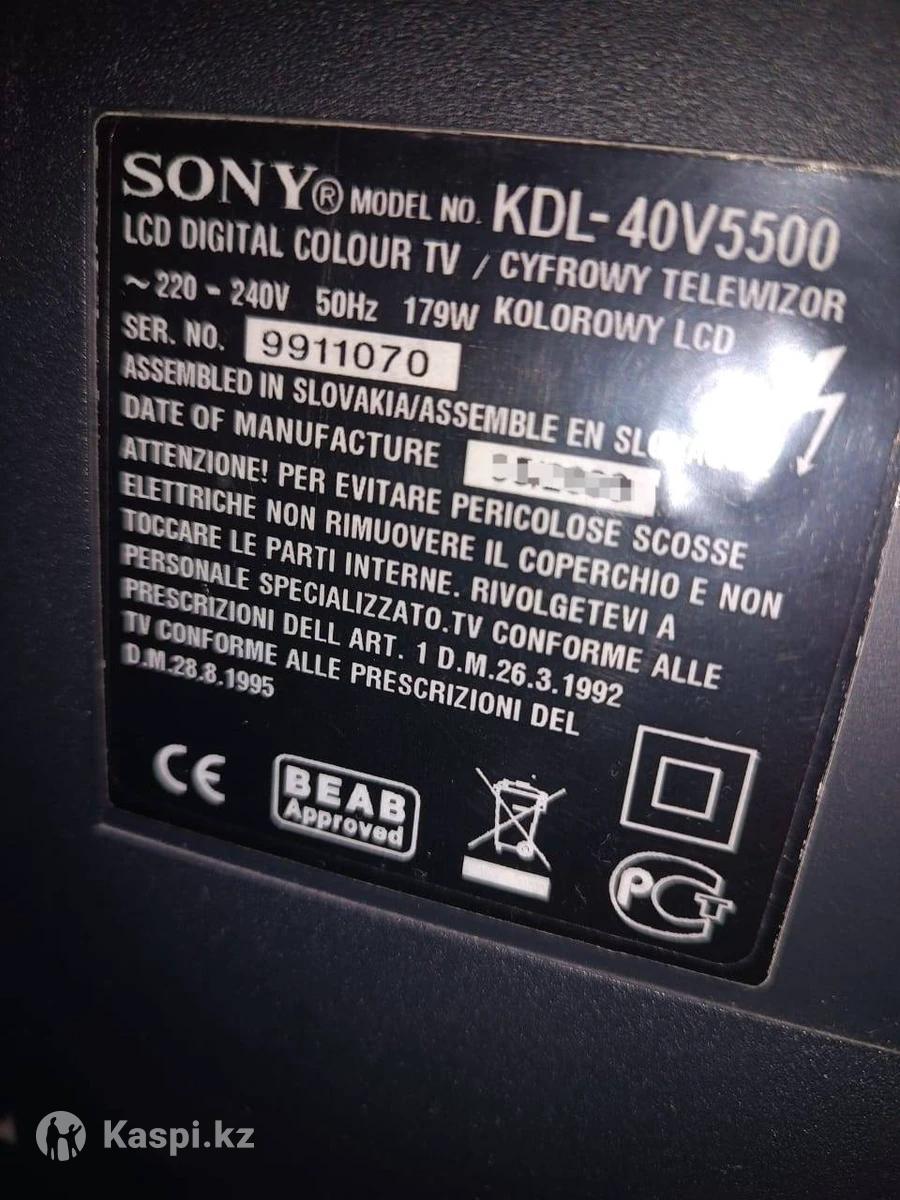 SONY® MODEL NO. KDL-40V5500
LCD DIGITAL COLOUR TV / CYFROWY TELEWIZOR
~220 - 240V 50Hz 179W KOLOROWY LCD
SER. NO. 9911070
ASSEMBLED IN SLOVAKIA/ASSEMBLE EN
DATE OF MANUFACTURE
ATTENZIONE! PER EVITARE PERICOLOSE SCOSSE
ELETTRICHE NON RIMUOVERE IL COPERCHIO E NON
TOCCARE LE PARTI INTERNE. RIVOLGETEVI A
PERSONALE SPECIALIZZATO.TV CONFORME ALLE
PRESCRIZIONI DELL ART. 1 D.M.26.3.1992
TV CONFORME ALLE PRESCRIZIONI DEL
D.M.28.8.1995
CE
BEAB
Approved
РСТ
Kaspi.kz